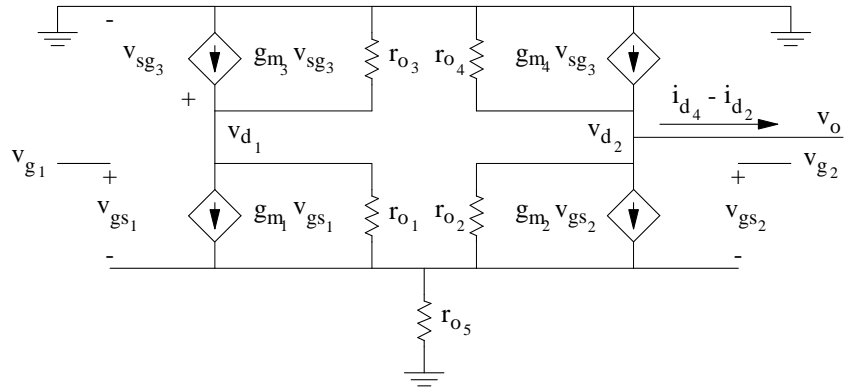 -
v_sg3 g_m3 v_sg3 r_o3 r_o4 g_m4 v_sg3
+
i_d4 - i_d2
v_d1 v_d2 v_o
v_g1 v_g2
+ +
v_gs1 g_m1 v_gs1 r_o1 r_o2 g_m2 v_gs2 v_gs2
- -
r_o5